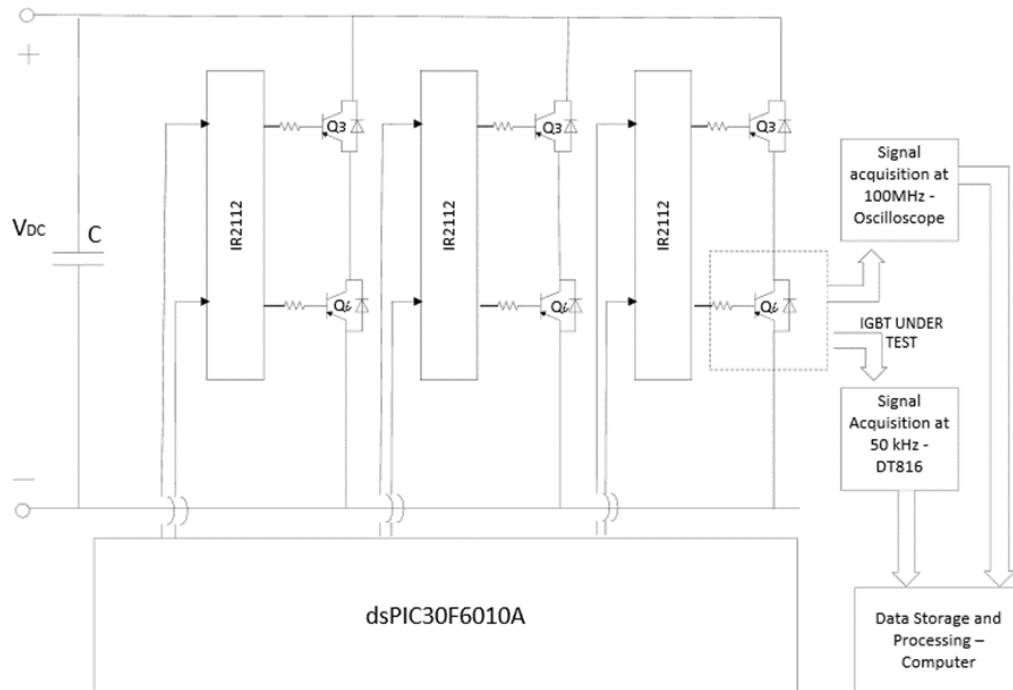 +
VDC
C
−
IR2112
Q3
Qi
IR2112
Q3
Qi
IR2112
Q3
Qi
Signal
acquisition at
100MHz -
Oscilloscope
IGBT UNDER
TEST
Signal
Acquisition at
50 kHz -
DT816
dsPIC30F6010A
Data Storage and
Processing –
Computer